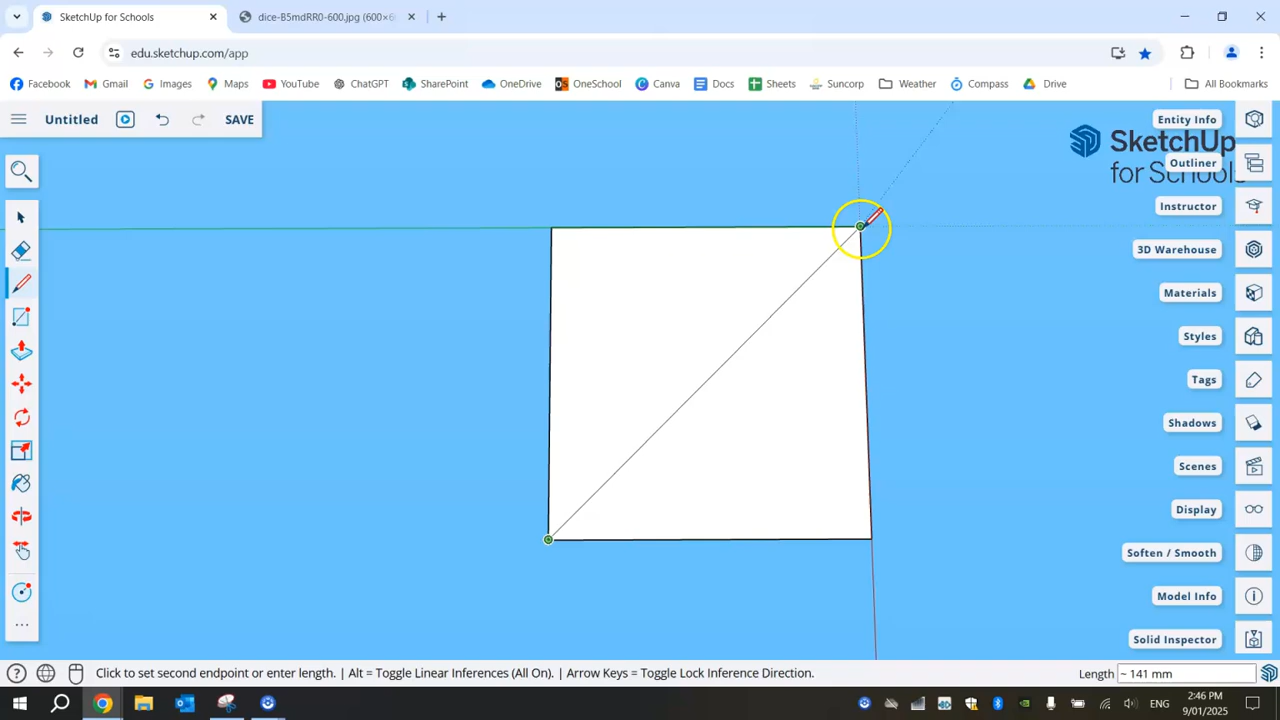 SketchUp for Schools
dice-B5mdRR0-600.jpg (600×6
edu.sketchup.com/app
Facebook
Gmail
Images
Maps
YouTube
ChatGPT
SharePoint
OneDrive
OneSchool
Canva
Docs
Sheets
Suncorp
Weather
Compass
Drive
All Bookmarks
Untitled
SAVE
SketchUp
for Schools
Entity Info
Outliner
Instructor
3D Warehouse
Materials
Styles
Tags
Shadows
Scenes
Display
Soften / Smooth
Model Info
Solid Inspector
Click to set second endpoint or enter length. | Alt = Toggle Linear Inferences (All On). | Arrow Keys = Toggle Lock Inference Direction.
Length
~ 141 mm
ENG
2:46 PM
9/01/2025